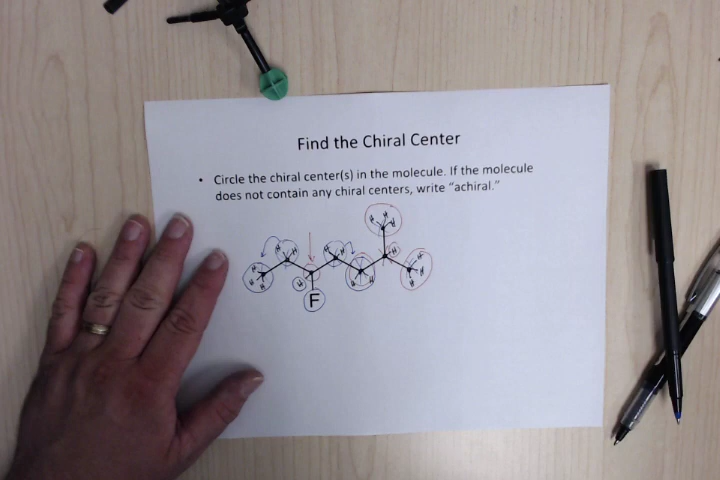 Find the Chiral Center
• Circle the chiral center(s) in the molecule. If the molecule
does not contain any chiral centers, write “achiral.”
F